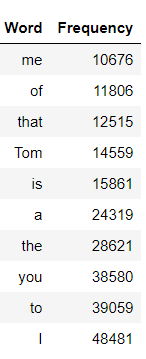 Word Frequency
me 10676
of 11806
that 12515
Tom 14559
is 15861
a 24319
the 28621
you 38580
to 39059
I 48481